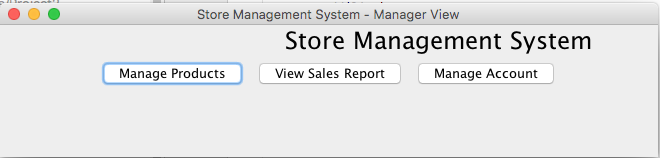 Store Management System - Manager View
Store Management System
Manage Products View Sales Report Manage Account